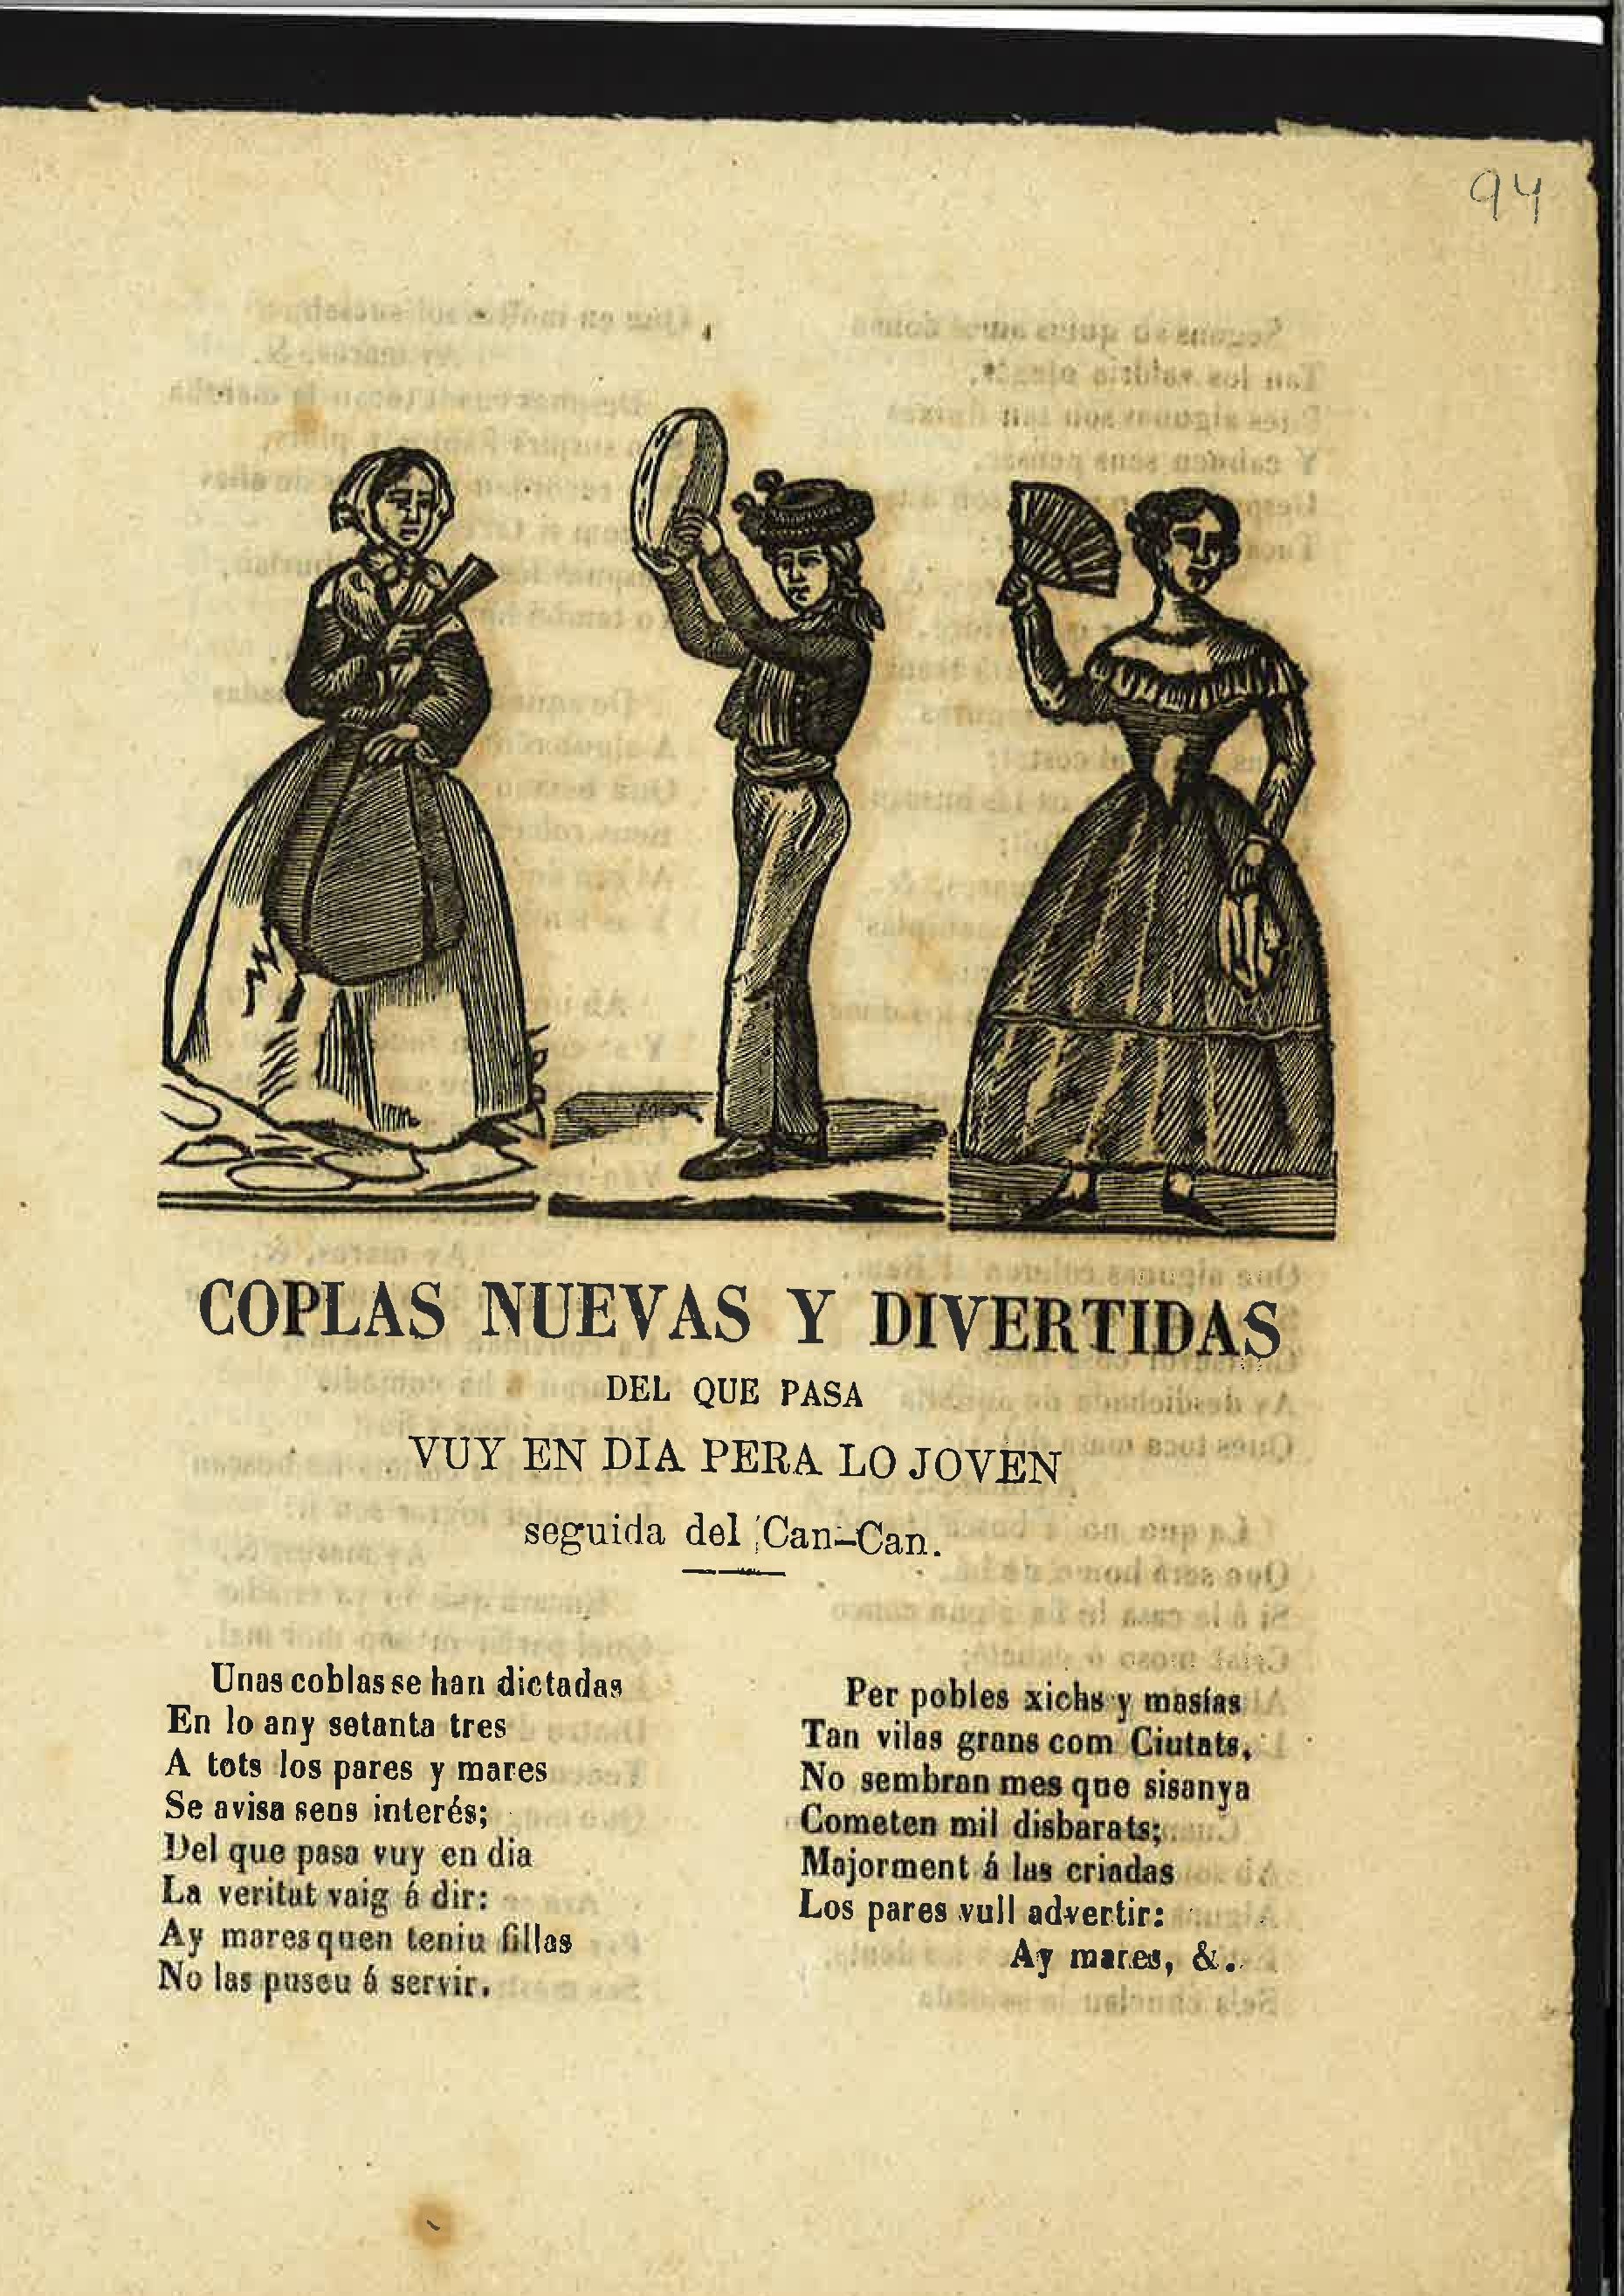 94
COPLAS NUEVAS Y DIVERTIDAS
DEL QUE PASA
VUY EN DIA PERA LO JOVEN
seguida del Can-Can.
Unas coblas se han dictadas
En lo any setanta tres
A tots los pares y mares
Se avisa sens interés;
Del que pasa vuy en dia
La veritat vaig á dir:
Ay mares quen teniu fillas
No las poseu á servir.
Per pobles xichs y masías
Tan vilas grans com Ciutats,
No sembran mes que sisanya
Cometen mil disbarats;
Majorment á las criadas
Los pares vull advertir:
Ay mares, &.